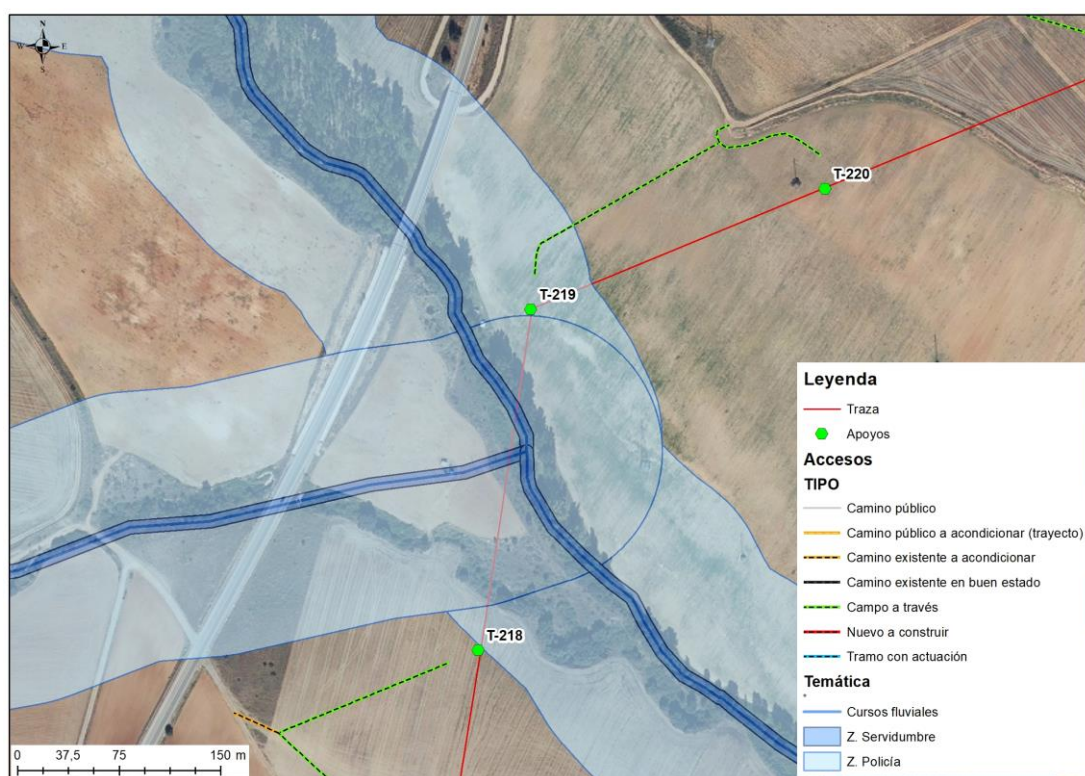 N
W E
S
T-220
T-219
T-218
Leyenda
Traza
Apoyos
Accesos
TIPO
Camino público
Camino público a acondicionar (trayecto)
Camino existente a acondicionar
Camino existente en buen estado
Campo a través
Nuevo a construir
Tramo con actuación
Temática
Cursos fluviales
Z. Servidumbre
Z. Policía
0 37,5 75 150 m